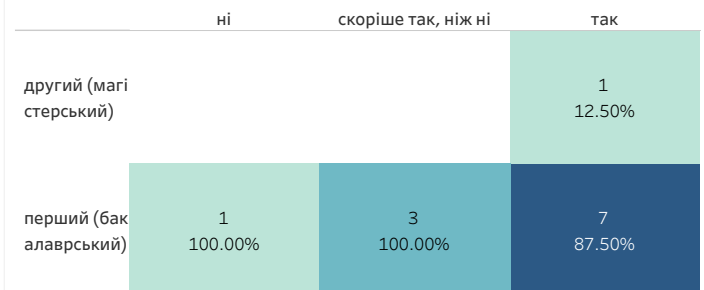 ні скоріше так, ніж ні так
другий (магі
стерський)
1
12.50%
перший (бак
алаврський)
1 3 7
100.00% 100.00% 87.50%